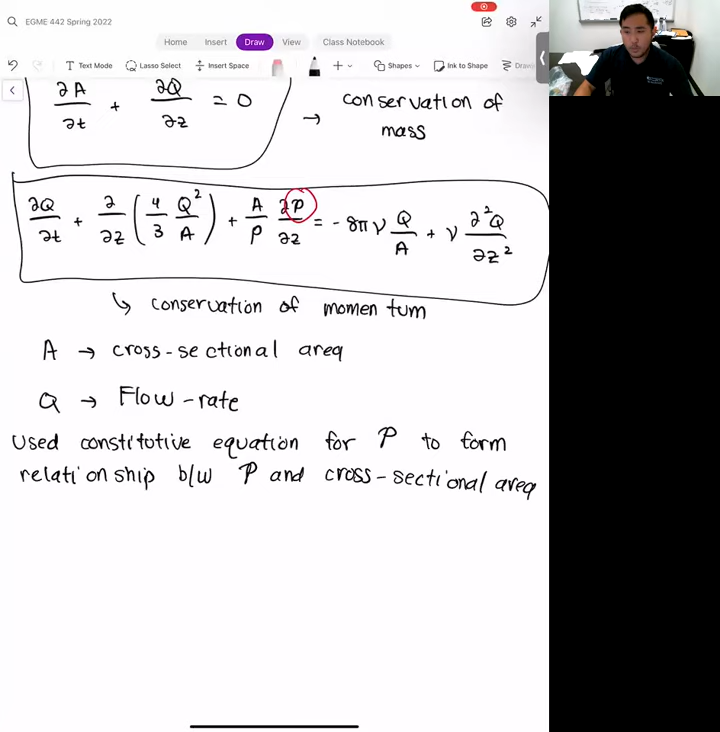 EGME 442 Spring 2022
Home Insert Draw View Class Notebook
T Text Mode Lasso Select Insert Space + Shapes Ink to Shape Drawi
∂A/∂t + ∂Q/∂z = 0 → conservation of
mass
∂Q/∂t + ∂/∂z (4/3 Q²/A) + A/ρ ∂P/∂z = - 8πν Q/A + ν ∂²Q/∂z²
↳ conservation of momentum
A → cross-sectional area
Q → Flow-rate
Used constitutive equation for P to form
relationship b/w P and cross-sectional area